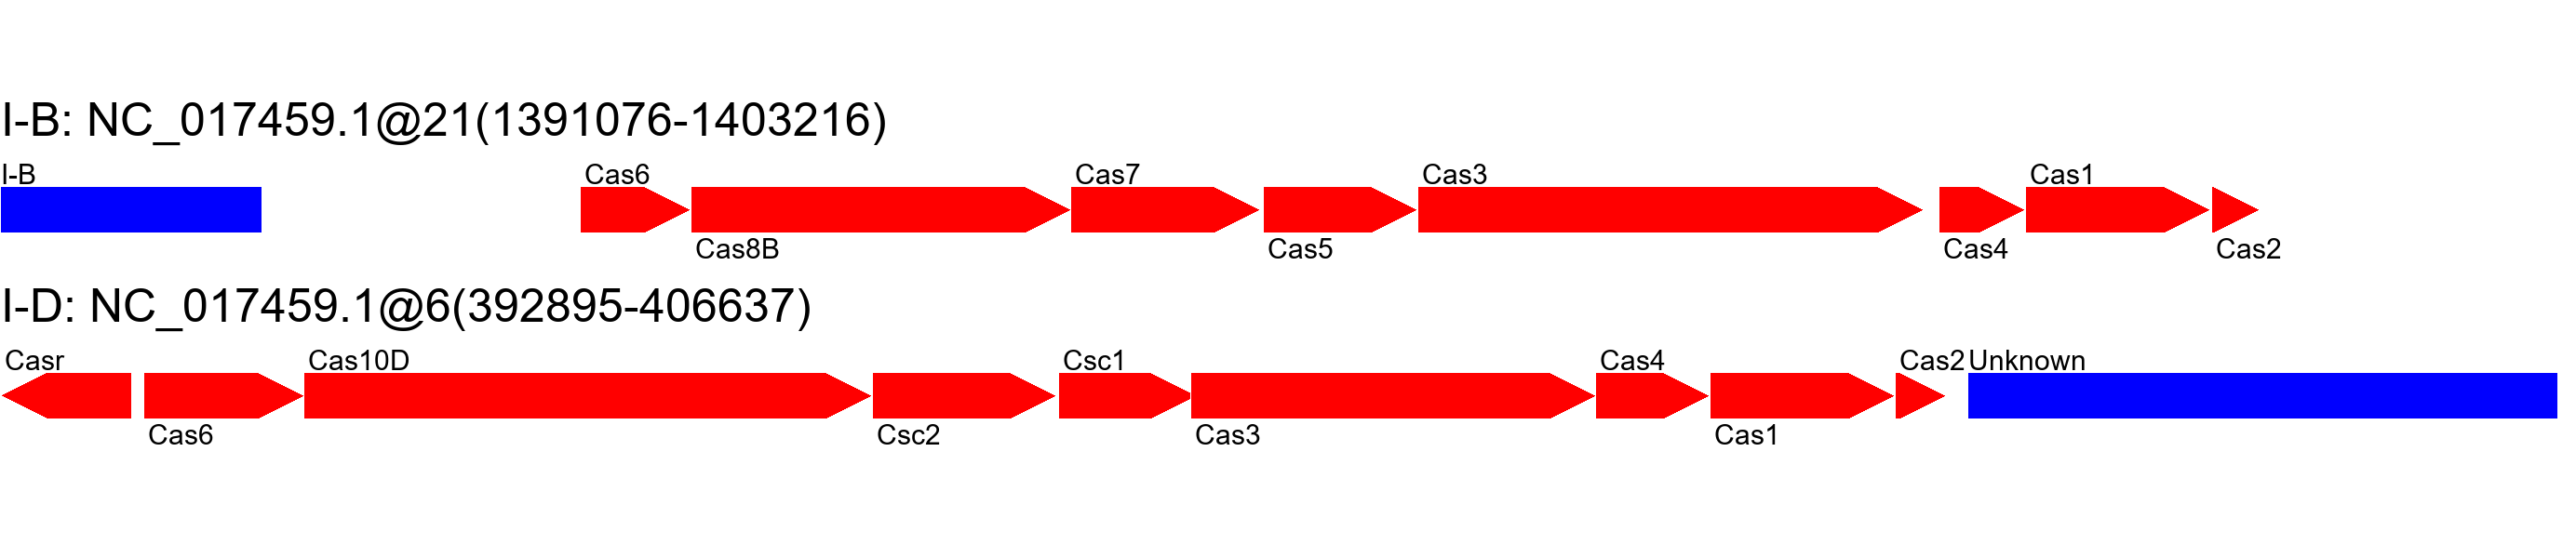 I-B: NC_017459.1@21(1391076-1403216)
I-B Cas6 Cas7 Cas3 Cas1
Cas8B Cas5 Cas4 Cas2
I-D: NC_017459.1@6(392895-406637)
Casr Cas10D Csc1 Cas4 Cas2 Unknown
Cas6 Csc2 Cas3 Cas1